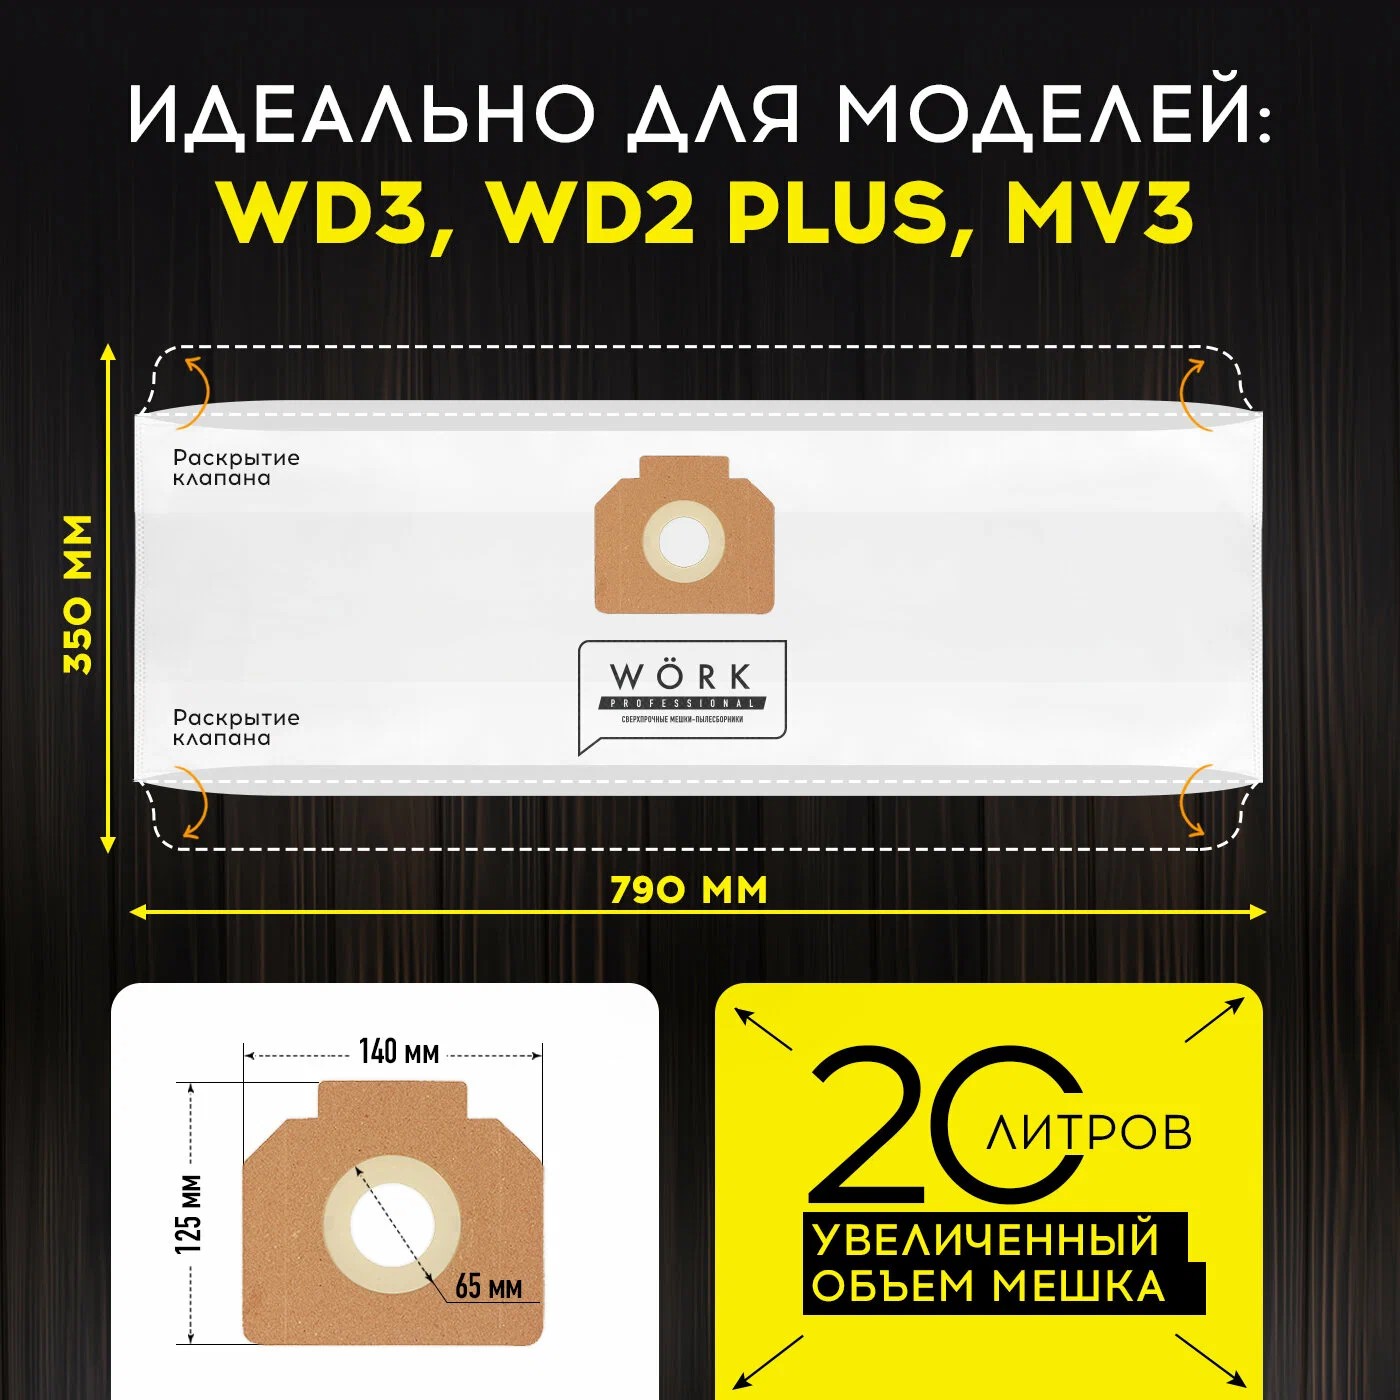 ИДЕАЛЬНО ДЛЯ МОДЕЛЕЙ:
WD3, WD2 PLUS, MV3
Раскрытие
клапана
350 ММ
WÖRK
PROFESSIONAL
СВЕРХПРОЧНЫЕ МЕШКИ-ПЫЛЕСБОРНИКИ
Раскрытие
клапана
790 ММ
140 мм
125 мм
65 мм
20 ЛИТРОВ
УВЕЛИЧЕННЫЙ
ОБЪЕМ МЕШКА